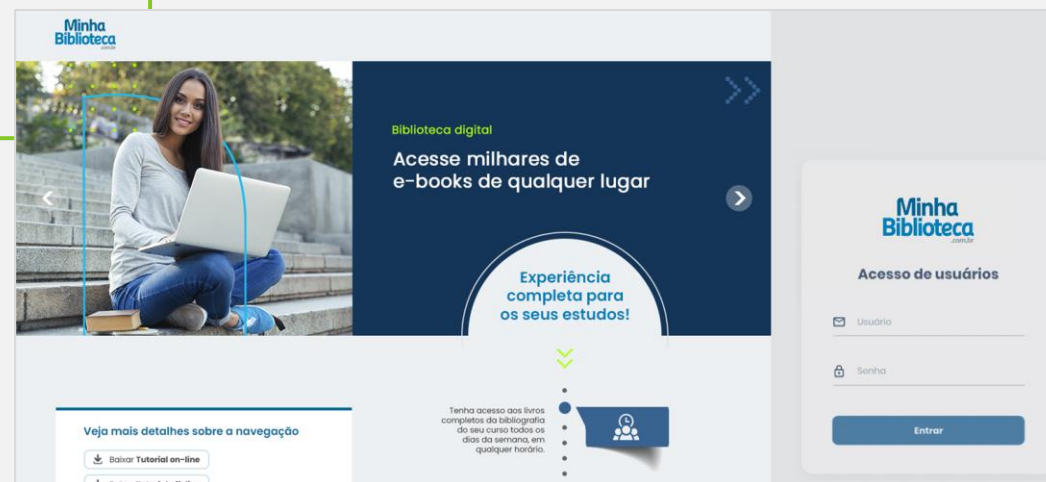 Minha
Biblioteca
.com.br
Biblioteca digital
Acesse milhares de
e-books de qualquer lugar
Experiência
completa para
os seus estudos!
Veja mais detalhes sobre a navegação
Baixar Tutorial on-line
Tenha acesso aos livros
completos da bibliografia
do seu curso todos os
dias da semana, em
qualquer horário.
Minha
Biblioteca
.com.br
Acesso de usuários
Usuário
Senha
Entrar